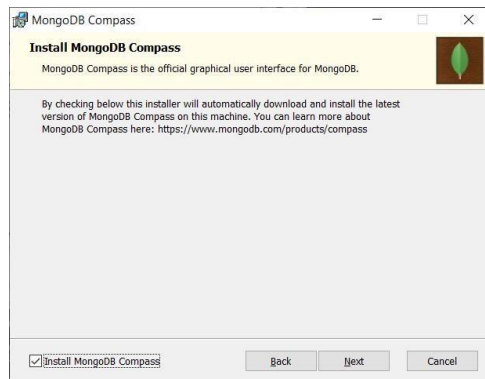 MongoDB Compass
Install MongoDB Compass
MongoDB Compass is the official graphical user interface for MongoDB.
By checking below this installer will automatically download and install the latest
version of MongoDB Compass on this machine. You can learn more about
MongoDB Compass here: https://www.mongodb.com/products/compass
Install MongoDB Compass
Back
Next
Cancel